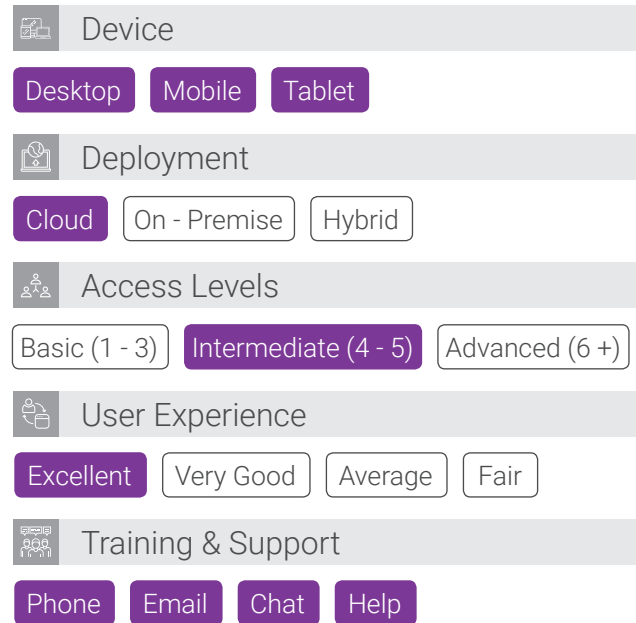 Device
Desktop Mobile Tablet
Deployment
Cloud On - Premise Hybrid
Access Levels
Basic (1 - 3) Intermediate (4 - 5) Advanced (6 +)
User Experience
Excellent Very Good Average Fair
Training & Support
Phone Email Chat Help